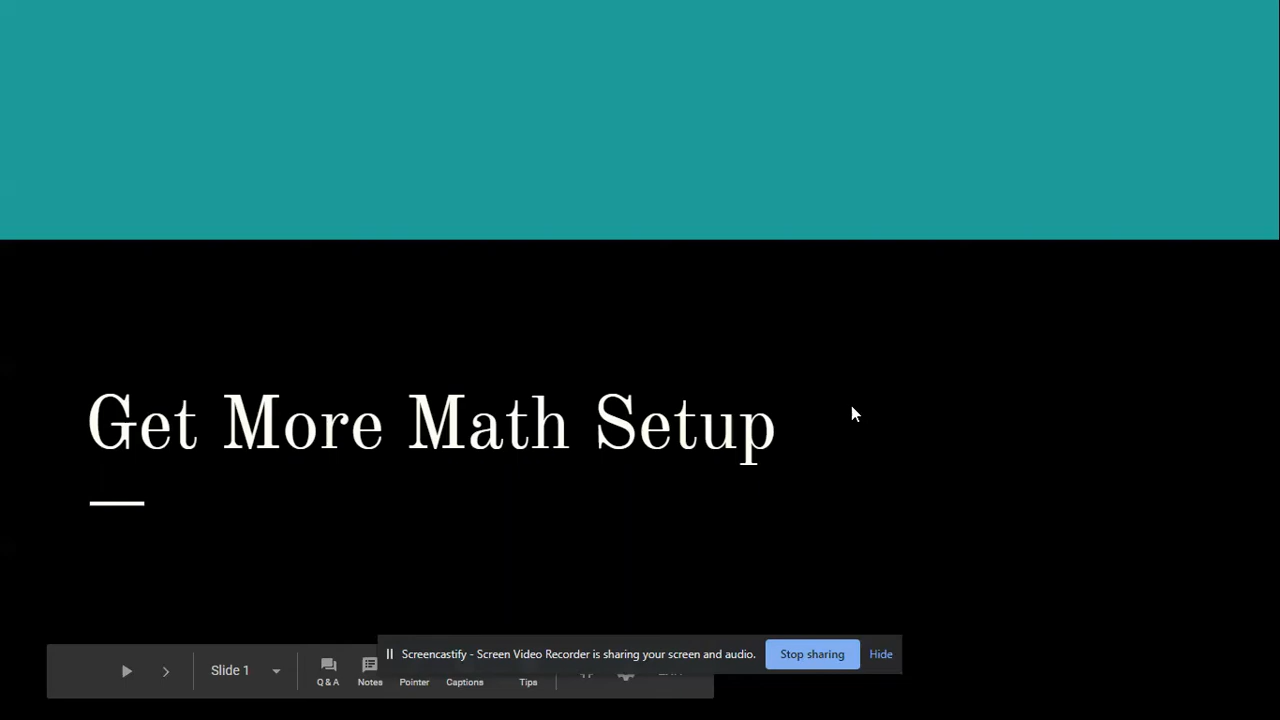 Get More Math Setup
Screencastify - Screen Video Recorder is sharing your screen and audio.
Stop sharing
Hide
Slide 1
Q & A
Notes
Pointer
Captions
Tips